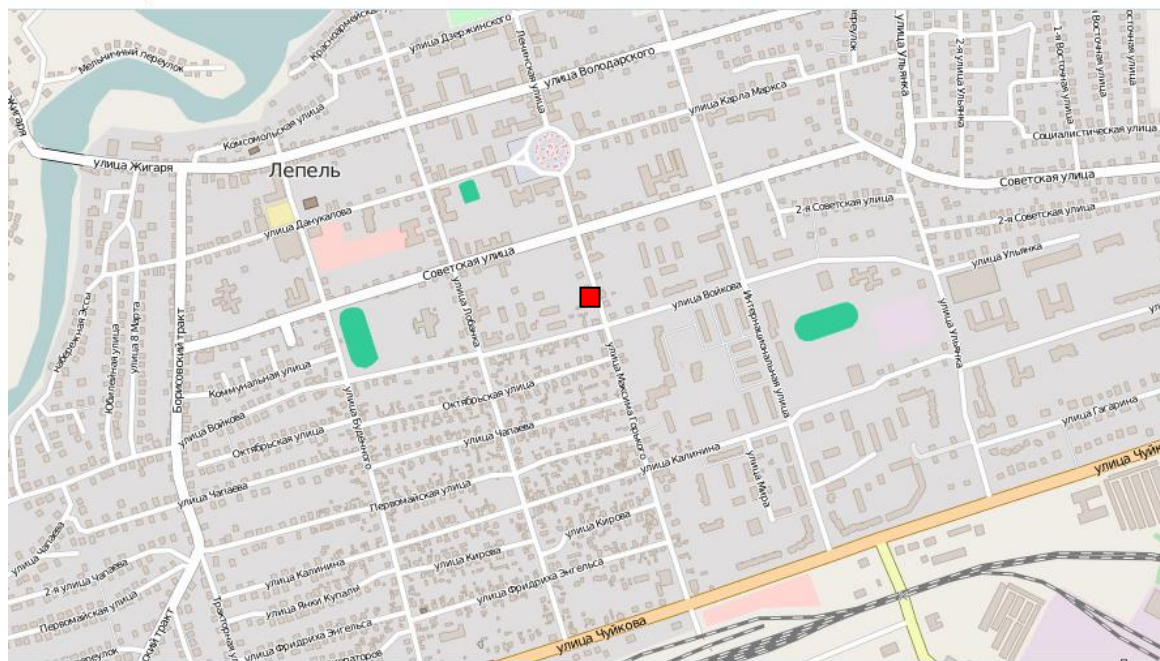 улица Дзержинского
Красноармейская улица
Ленинская улица
Мельничный переулок
улица Володарского
улица Ульянка
2-я улица Ульянка
1-я Восточная улица
Восточная улица
Восточная улица
улица Карла Маркса
Жигаря
Комсомольская улица
Социалистическая улица
улица Жигаря
Лепель
Советская улица
2-я Советская улица
2-я Советская улица
улица Данукалова
улица Ульянка
Советская улица
набережная Эссы
Юбилейная улица
улица 8 Марта
Борисовский тракт
улица Лобанка
улица Войкова
Интернациональная улица
улица Ульянка
Коммунальная улица
улица Максима Горького
Октябрьская улица
улица Будённого
улица Войкова
Октябрьская улица
улица Чапаева
улица Гагарина
улица Калинина
улица Мира
улица Чуйкова
улица Чапаева
Первомайская улица
улица Чапаева
улица Кирова
2-я улица Чапаева
улица Кирова
улица Калинина
улица Фридриха Энгельса
улица Янки Купалы
Первомайская улица
Тракторная ул
улица Фридриха Энгельса
улица Чуйкова
ский тракт
переулок